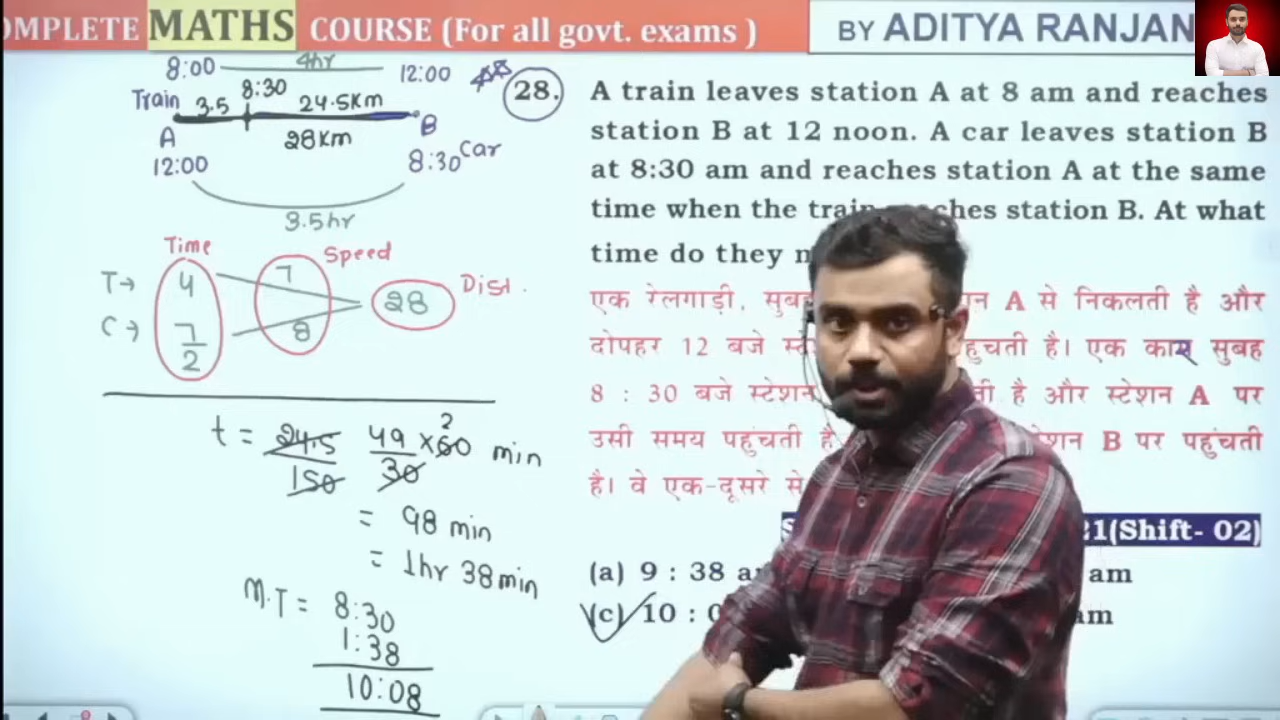 OMPLETE MATHS COURSE (For all govt. exams )
BY ADITYA RANJAN
8:00 4hr 12:00
8:30
Train 3.5 24.5Km
A 28Km B
12:00 8:30 Car
3.5hr
Time Speed
T→ 4 7 28 Dist.
C→ 7/2 8
t = 24.5/150 49/30 × 60 2 min
= 98 min
= 1hr 38 min
M.T = 8:30
1:38
10:08
28. A train leaves station A at 8 am and reaches
station B at 12 noon. A car leaves station B
at 8:30 am and reaches station A at the same
time when the train station B. At what
time do they
एक रेलगाड़ी, सुबह A से निकलती है और
दोपहर 12 बजे है। एक कार सुबह
8 : 30 बजे स्टेशन है और स्टेशन A पर
उसी समय पहुंचती है B पर पहुंचती
है। वे एक-दूसरे से
21(Shift- 02)
(a) 9 : 38 am
(c) 10 : 0 am